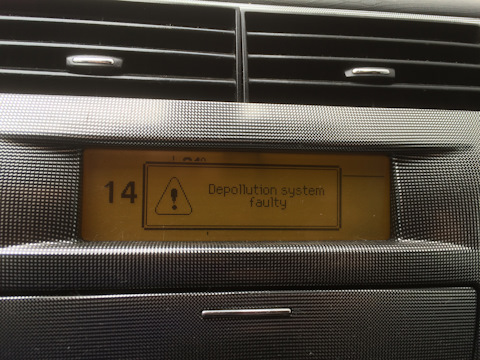 14
Depollution system
faulty